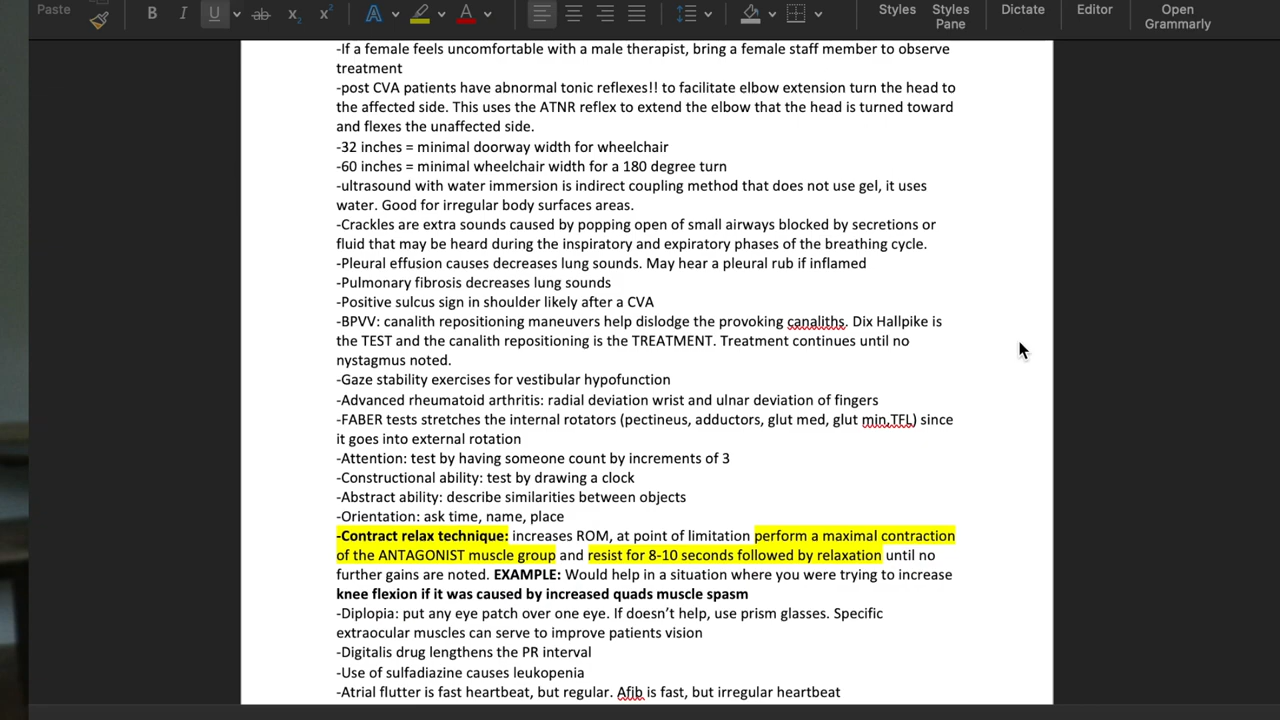 Paste
B I U ab x₂ x² A A
Styles
Styles Pane
Dictate
Editor
Open Grammarly
-If a female feels uncomfortable with a male therapist, bring a female staff member to observe
treatment
-post CVA patients have abnormal tonic reflexes!! to facilitate elbow extension turn the head to
the affected side. This uses the ATNR reflex to extend the elbow that the head is turned toward
and flexes the unaffected side.
-32 inches = minimal doorway width for wheelchair
-60 inches = minimal wheelchair width for a 180 degree turn
-ultrasound with water immersion is indirect coupling method that does not use gel, it uses
water. Good for irregular body surfaces areas.
-Crackles are extra sounds caused by popping open of small airways blocked by secretions or
fluid that may be heard during the inspiratory and expiratory phases of the breathing cycle.
-Pleural effusion causes decreases lung sounds. May hear a pleural rub if inflamed
-Pulmonary fibrosis decreases lung sounds
-Positive sulcus sign in shoulder likely after a CVA
-BPVV: canalith repositioning maneuvers help dislodge the provoking canaliths. Dix Hallpike is
the TEST and the canalith repositioning is the TREATMENT. Treatment continues until no
nystagmus noted.
-Gaze stability exercises for vestibular hypofunction
-Advanced rheumatoid arthritis: radial deviation wrist and ulnar deviation of fingers
-FABER tests stretches the internal rotators (pectineus, adductors, glut med, glut min,TFL) since
it goes into external rotation
-Attention: test by having someone count by increments of 3
-Constructional ability: test by drawing a clock
-Abstract ability: describe similarities between objects
-Orientation: ask time, name, place
-Contract relax technique: increases ROM, at point of limitation perform a maximal contraction
of the ANTAGONIST muscle group and resist for 8-10 seconds followed by relaxation until no
further gains are noted. EXAMPLE: Would help in a situation where you were trying to increase
knee flexion if it was caused by increased quads muscle spasm
-Diplopia: put any eye patch over one eye. If doesn't help, use prism glasses. Specific
extraocular muscles can serve to improve patients vision
-Digitalis drug lengthens the PR interval
-Use of sulfadiazine causes leukopenia
-Atrial flutter is fast heartbeat, but regular. Afib is fast, but irregular heartbeat